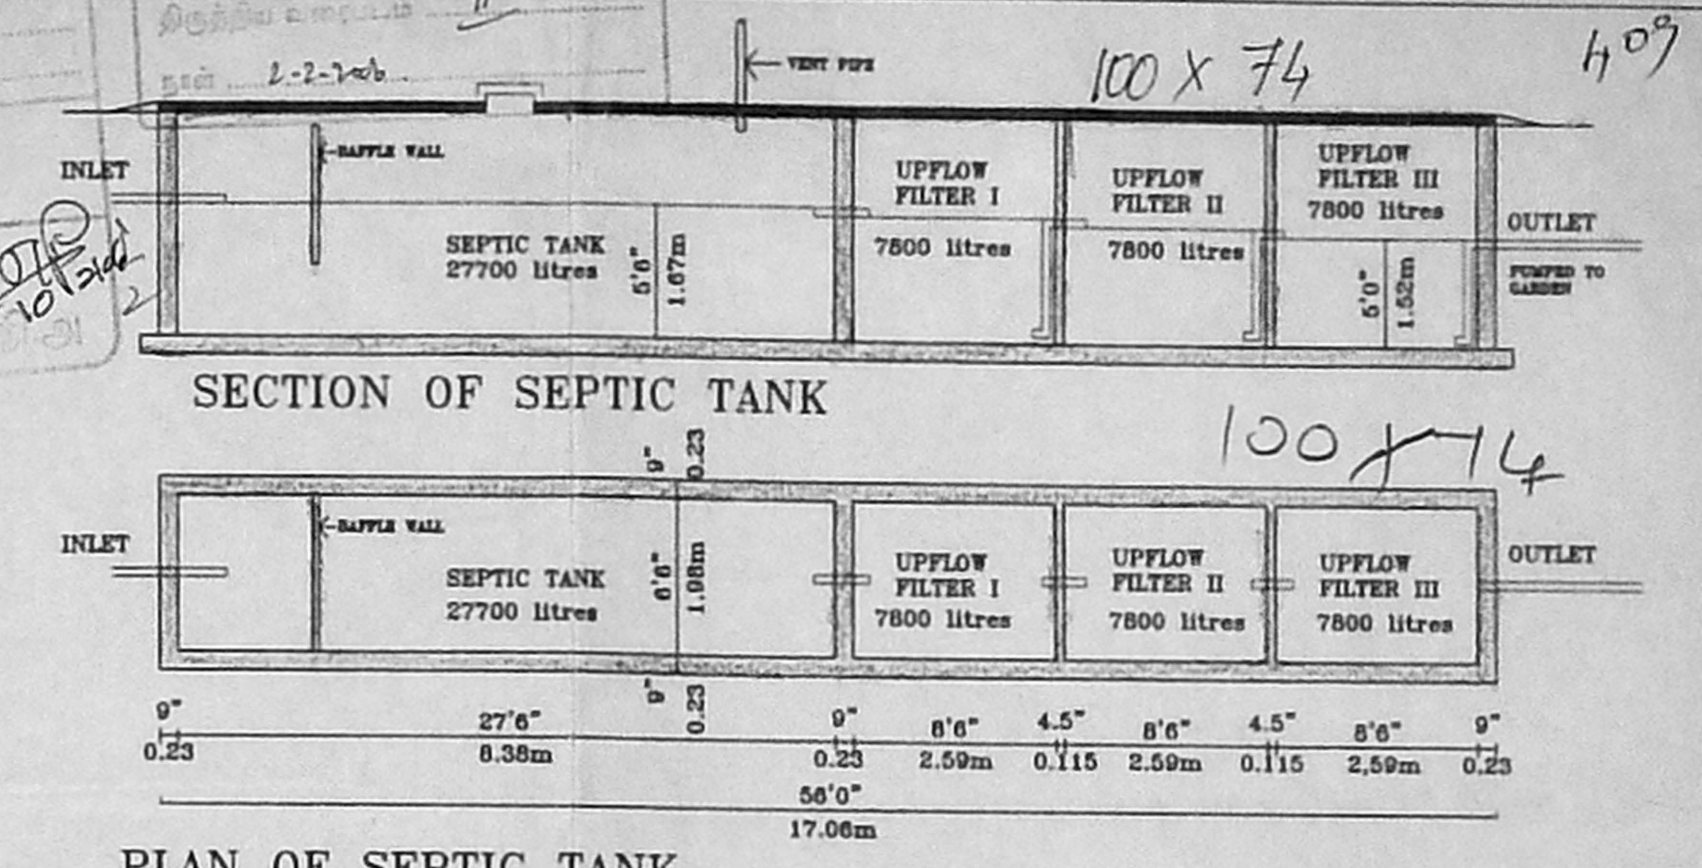 திருத்திய வரைபடம்
நாள் 2-2-2006
VENT PIPE
100 X 74
409
BAFFLE WALL
INLET
UPFLOW
FILTER I
7800 litres
UPFLOW
FILTER II
7800 litres
UPFLOW
FILTER III
7800 litres
OUTLET
PUMPED TO
GARDEN
SEPTIC TANK
27700 litres
5'6"
1.67m
5'0"
1.52m
SECTION OF SEPTIC TANK
100 X 74
9"
0.23
BAFFLE WALL
INLET
SEPTIC TANK
27700 litres
6'6"
1.98m
UPFLOW
FILTER I
7800 litres
UPFLOW
FILTER II
7800 litres
UPFLOW
FILTER III
7800 litres
OUTLET
9"
0.23
9" 27'6" 9" 8'6" 4.5" 8'6" 4.5" 8'6" 9"
0.23 8.38m 0.23 2.59m 0.115 2.59m 0.115 2,59m 0.23
56'0"
17.06m
PLAN OF SEPTIC TANK